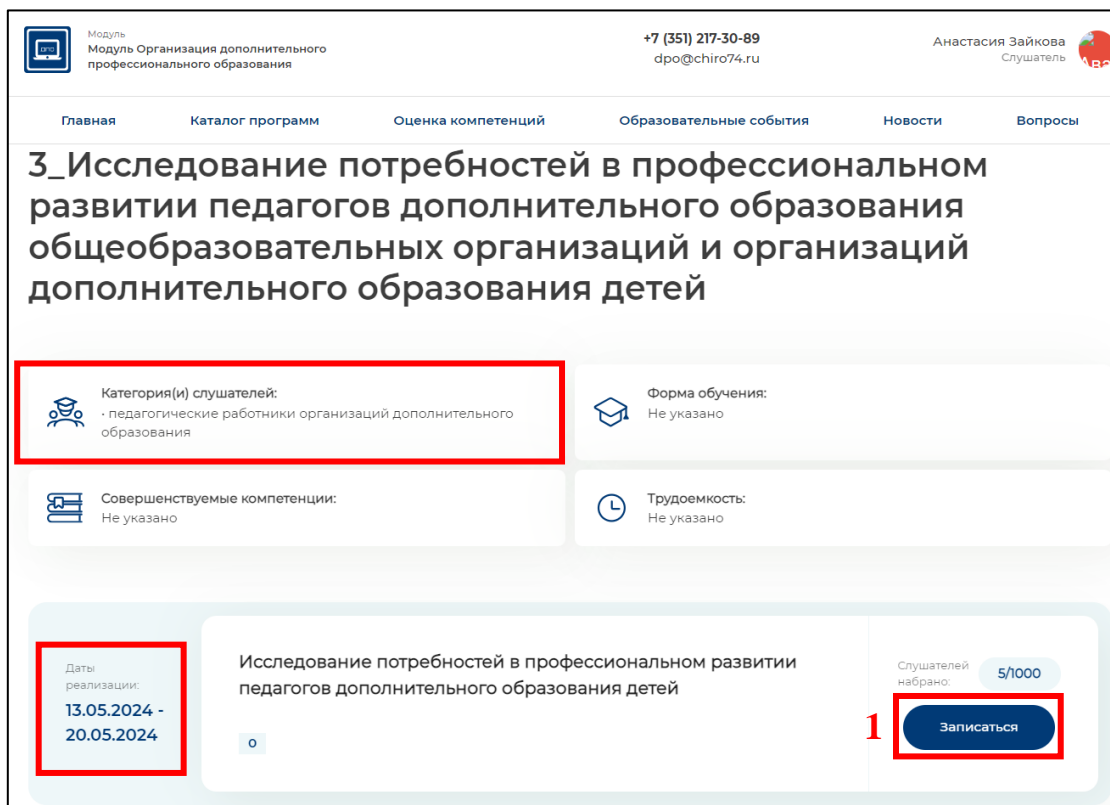 Модуль
Модуль Организация дополнительного
профессионального образования
+7 (351) 217-30-89
dpo@chiro74.ru
Анастасия Зайкова
Слушатель
Ава
Главная
Каталог программ
Оценка компетенций
Образовательные события
Новости
Вопросы
3_Исследование потребностей в профессиональном
развитии педагогов дополнительного образования
общеобразовательных организаций и организаций
дополнительного образования детей
Категория(и) слушателей:
• педагогические работники организаций дополнительного
образования
Форма обучения:
Не указано
Совершенствуемые компетенции:
Не указано
Трудоемкость:
Не указано
Даты
реализации:
13.05.2024 -
20.05.2024
Исследование потребностей в профессиональном развитии
педагогов дополнительного образования детей
О
Слушателей
набрано:
5/1000
1
Записаться